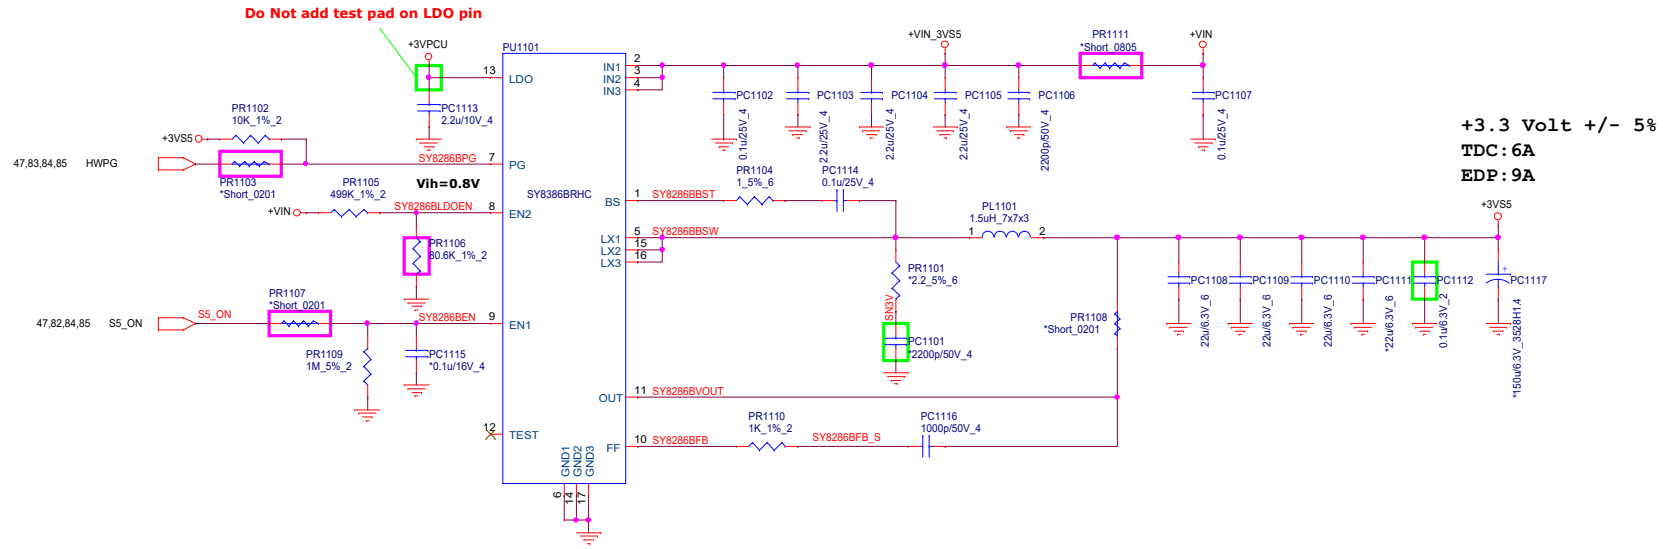 Do Not add test pad on LDO pin
+3VPCU
PU1101
13
LDO
PC1113
2.2u/10V_4
PR1102
10K_1%_2
+3VS5
47,83,84,85 HWPG
PR1103
*Short_0201
SY8286BPG
7
PG
PR1105
499K_1%_2
Vih=0.8V
+VIN
SY8286BLDOEN
8
EN2
PR1106
80.6K_1%_2
PR1107
*Short_0201
47,82,84,85 S5_ON
S5_ON
SY8286BEN
9
EN1
PR1109
1M_5%_2
PC1115
*0.1u/16V_4
12
TEST
SY8386BRHC
GND1
GND2
GND3
6
14
17
IN1
IN2
IN3
2
3
4
+VIN_3VS5
PR1111
*Short_0805
+VIN
PC1102
0.1u/25V_4
PC1103
2.2u/25V_4
PC1104
2.2u/25V_4
PC1105
2.2u/25V_4
PC1106
2200p/50V_4
PC1107
0.1u/25V_4
+3.3 Volt +/- 5%
TDC:6A
EDP:9A
BS
1
SY8286BBST
PR1104
1_5%_6
PC1114
0.1u/25V_4
LX1
LX2
LX3
5
15
16
SY8286BBSW
PL1101
1.5uH_7x7x3
1
2
+3VS5
PR1101
*2.2_5%_6
SN3V
PC1101
*2200p/50V_4
PR1108
*Short_0201
PC1108
22u/6.3V_6
PC1109
22u/6.3V_6
PC1110
22u/6.3V_6
PC1111
*22u/6.3V_6
PC1112
0.1u/6.3V_2
+
PC1117
*150u/6.3V_3528H1.4
OUT
11
SY8286BVOUT
FF
10
SY8286BFB
PR1110
1K_1%_2
SY8286BFB_S
PC1116
1000p/50V_4